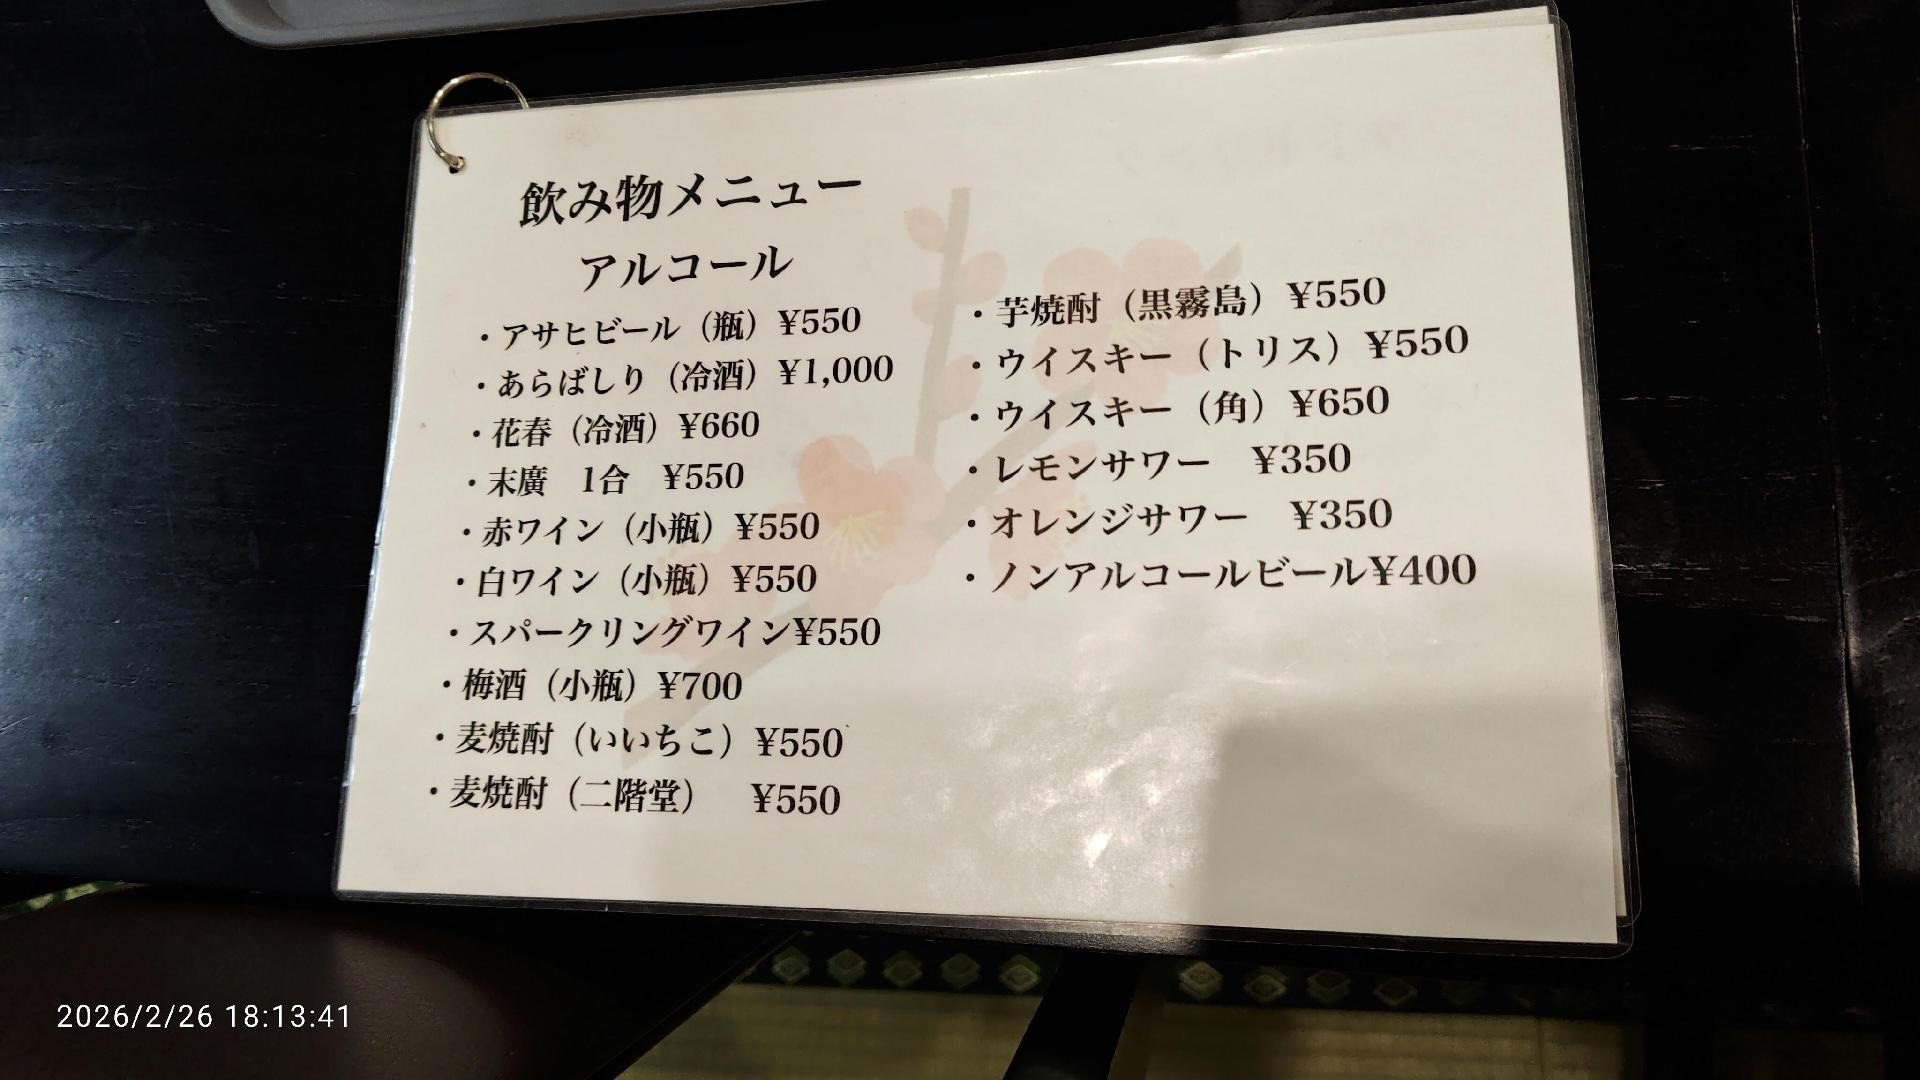 飲み物メニュー
アルコール
・アサヒビール（瓶）¥550
・あらばしり（冷酒）¥1,000
・花春（冷酒）¥660
・末廣　1合　¥550
・赤ワイン（小瓶）¥550
・白ワイン（小瓶）¥550
・スパークリングワイン¥550
・梅酒（小瓶）¥700
・麦焼酎（いいちこ）¥550
・麦焼酎（二階堂）　¥550
・芋焼酎（黒霧島）¥550
・ウイスキー（トリス）¥550
・ウイスキー（角）¥650
・レモンサワー　¥350
・オレンジサワー　¥350
・ノンアルコールビール¥400
2026/2/26 18:13:41